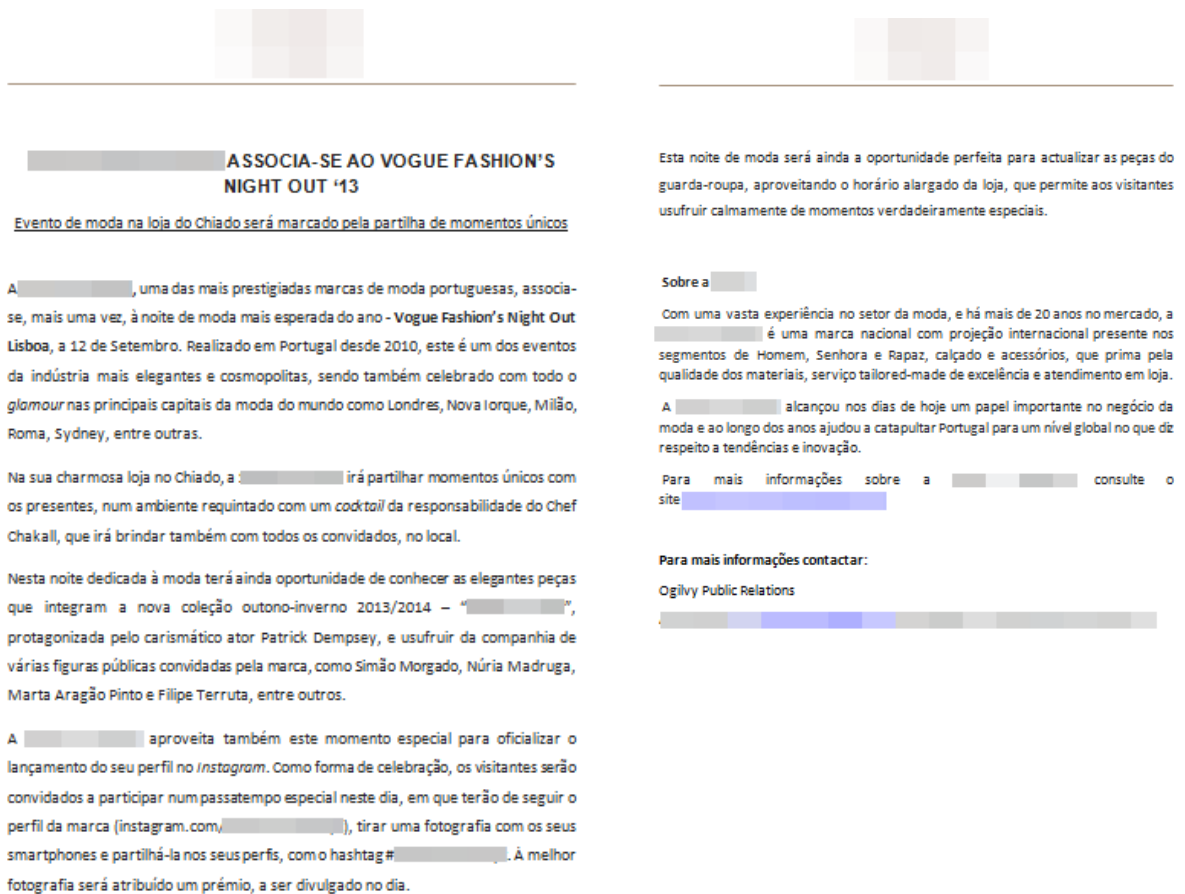 ASSOCIA-SE AO VOGUE FASHION'S
NIGHT OUT '13
Evento de moda na loja do Chiado será marcado pela partilha de momentos únicos
A , uma das mais prestigiadas marcas de moda portuguesas, associa-
se, mais uma vez, à noite de moda mais esperada do ano - Vogue Fashion's Night Out
Lisboa, a 12 de Setembro. Realizado em Portugal desde 2010, este é um dos eventos
da indústria mais elegantes e cosmopolitas, sendo também celebrado com todo o
glamour nas principais capitais da moda do mundo como Londres, Nova Iorque, Milão,
Roma, Sydney, entre outras.
Na sua charmosa loja no Chiado, a irá partilhar momentos únicos com
os presentes, num ambiente requintado com um cocktail da responsabilidade do Chef
Chakall, que irá brindar também com todos os convidados, no local.
Nesta noite dedicada à moda terá ainda oportunidade de conhecer as elegantes peças
que integram a nova coleção outono-inverno 2013/2014 – “ ”,
protagonizada pelo carismático ator Patrick Dempsey, e usufruir da companhia de
várias figuras públicas convidadas pela marca, como Simão Morgado, Núria Madruga,
Marta Aragão Pinto e Filipe Terruta, entre outros.
A aproveita também este momento especial para oficializar o
lançamento do seu perfil no Instagram. Como forma de celebração, os visitantes serão
convidados a participar num passatempo especial neste dia, em que terão de seguir o
perfil da marca (instagram.com/ ), tirar uma fotografia com os seus
smartphones e partilhá-la nos seus perfis, com o hashtag # . À melhor
fotografia será atribuído um prémio, a ser divulgado no dia.
Esta noite de moda será ainda a oportunidade perfeita para actualizar as peças do
guarda-roupa, aproveitando o horário alargado da loja, que permite aos visitantes
usufruir calmamente de momentos verdadeiramente especiais.
Sobre a
Com uma vasta experiência no setor da moda, e há mais de 20 anos no mercado, a
é uma marca nacional com projeção internacional presente nos
segmentos de Homem, Senhora e Rapaz, calçado e acessórios, que prima pela
qualidade dos materiais, serviço tailored-made de excelência e atendimento em loja.
A alcançou nos dias de hoje um papel importante no negócio da
moda e ao longo dos anos ajudou a catapultar Portugal para um nível global no que diz
respeito a tendências e inovação.
Para mais informações sobre a consulte o
site
Para mais informações contactar:
Ogilvy Public Relations